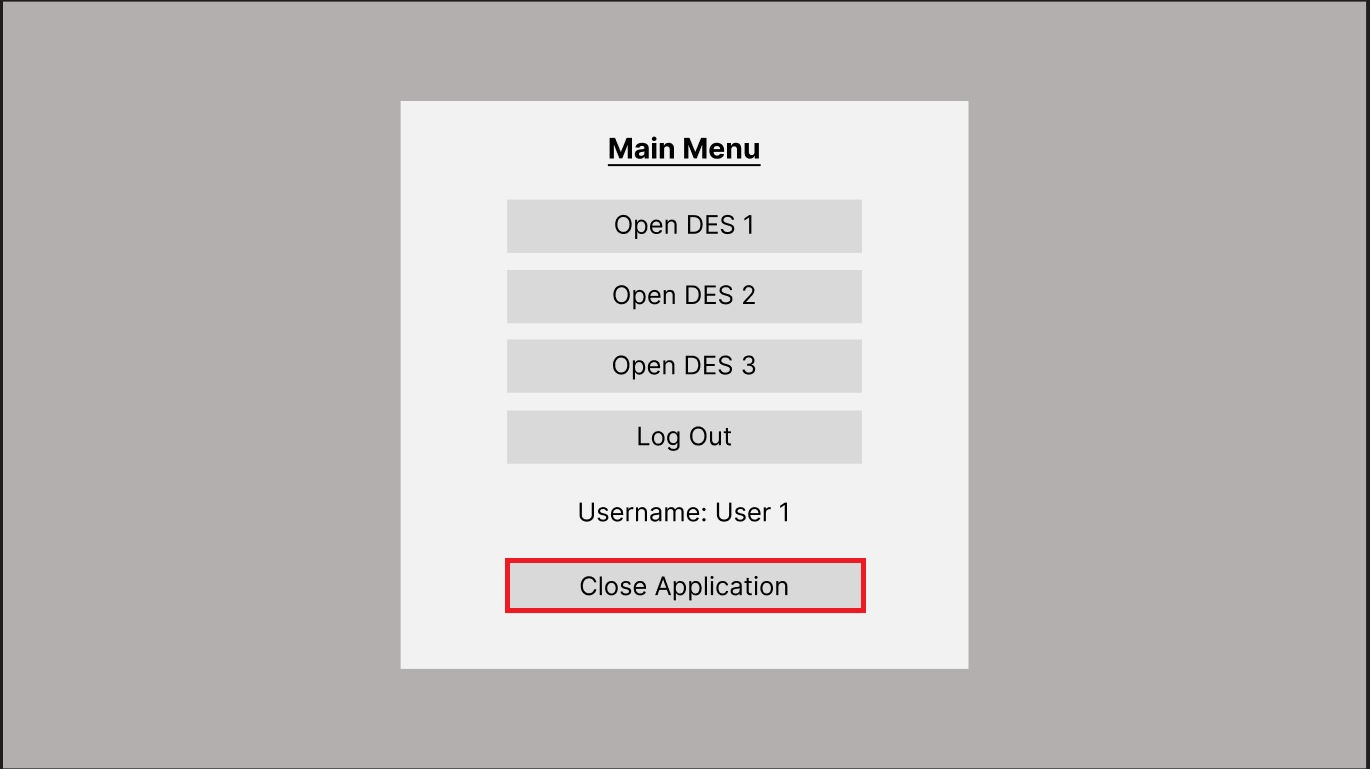 Main Menu
Open DES 1
Open DES 2
Open DES 3
Log Out
Username: User 1
Close Application